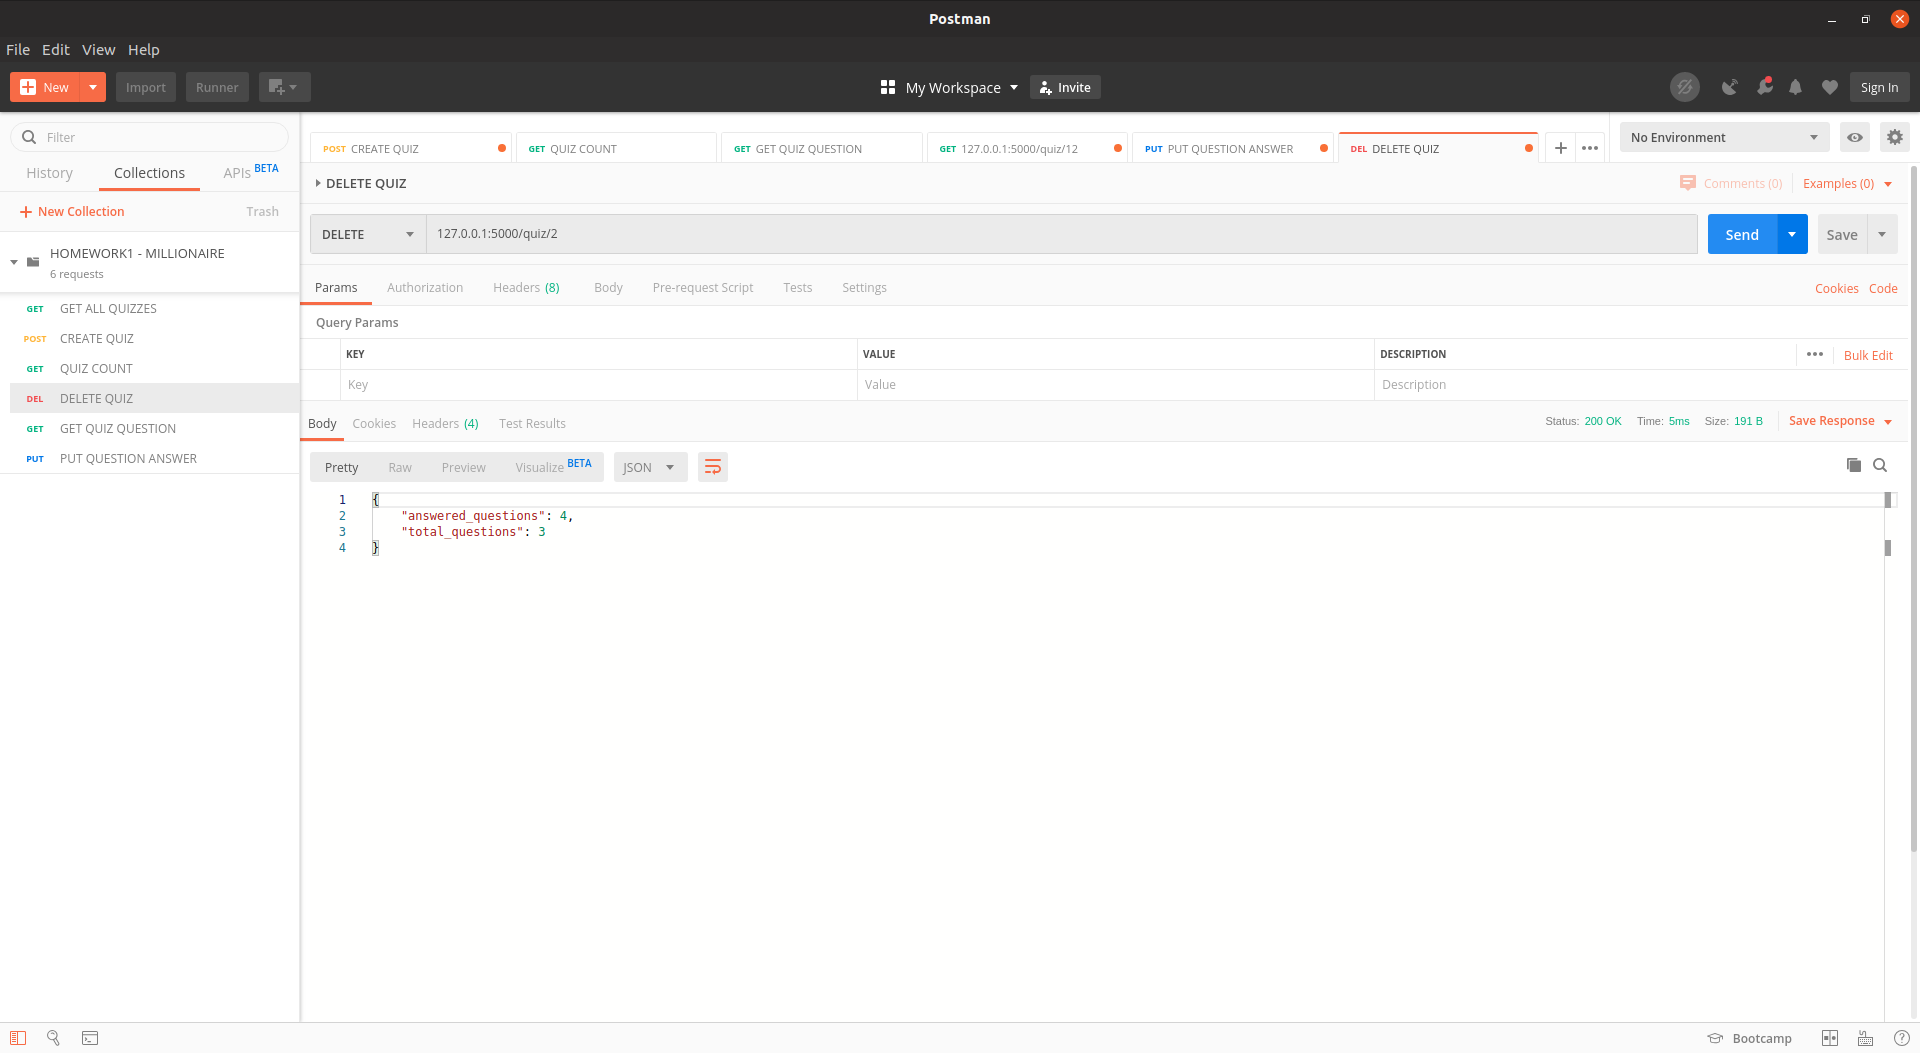 Postman
File Edit View Help
New Import Runner My Workspace Invite Sign In
Filter
History Collections APIs BETA
New Collection Trash
HOMEWORK1 - MILLIONAIRE
6 requests
GET GET ALL QUIZZES
POST CREATE QUIZ
GET QUIZ COUNT
DEL DELETE QUIZ
GET GET QUIZ QUESTION
PUT PUT QUESTION ANSWER
POST CREATE QUIZ GET QUIZ COUNT GET GET QUIZ QUESTION GET 127.0.0.1:5000/quiz/12 PUT PUT QUESTION ANSWER DEL DELETE QUIZ No Environment
DELETE QUIZ Comments (0) Examples (0)
DELETE 127.0.0.1:5000/quiz/2 Send Save
Params Authorization Headers (8) Body Pre-request Script Tests Settings Cookies Code
Query Params
KEY VALUE DESCRIPTION Bulk Edit
Key Value Description
Body Cookies Headers (4) Test Results Status: 200 OK Time: 5ms Size: 191 B Save Response
Pretty Raw Preview Visualize BETA JSON
1 {
2 "answered_questions": 4,
3 "total_questions": 3
4 }
Bootcamp